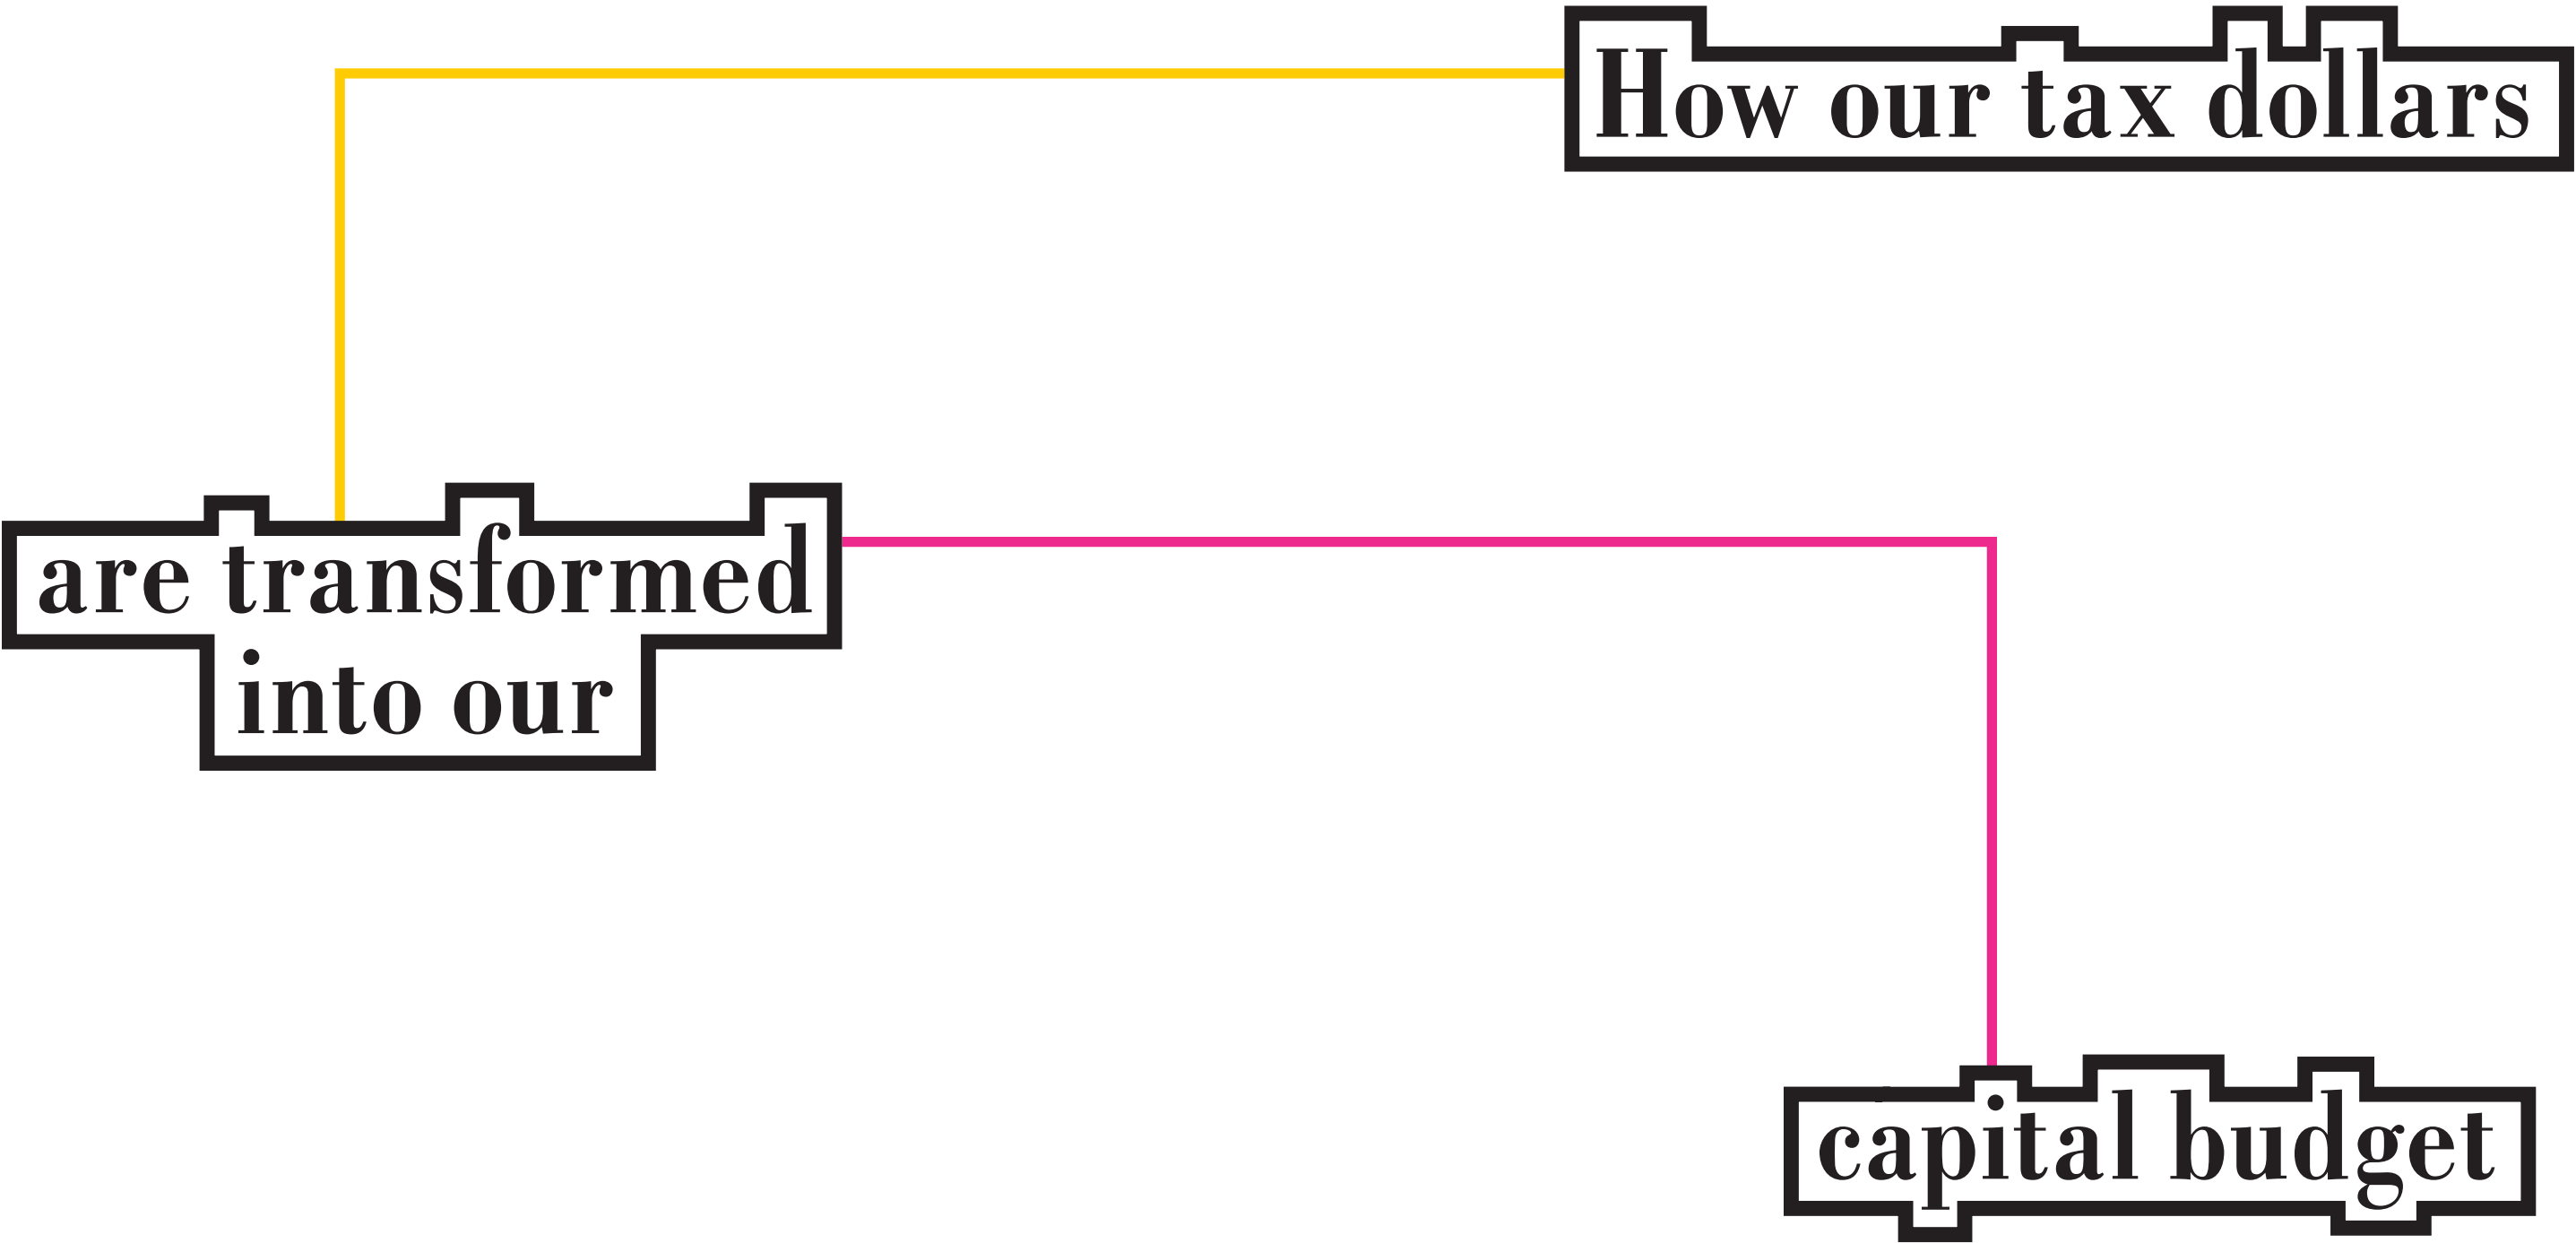 How our tax dollars
are transformed
into our
capital budget